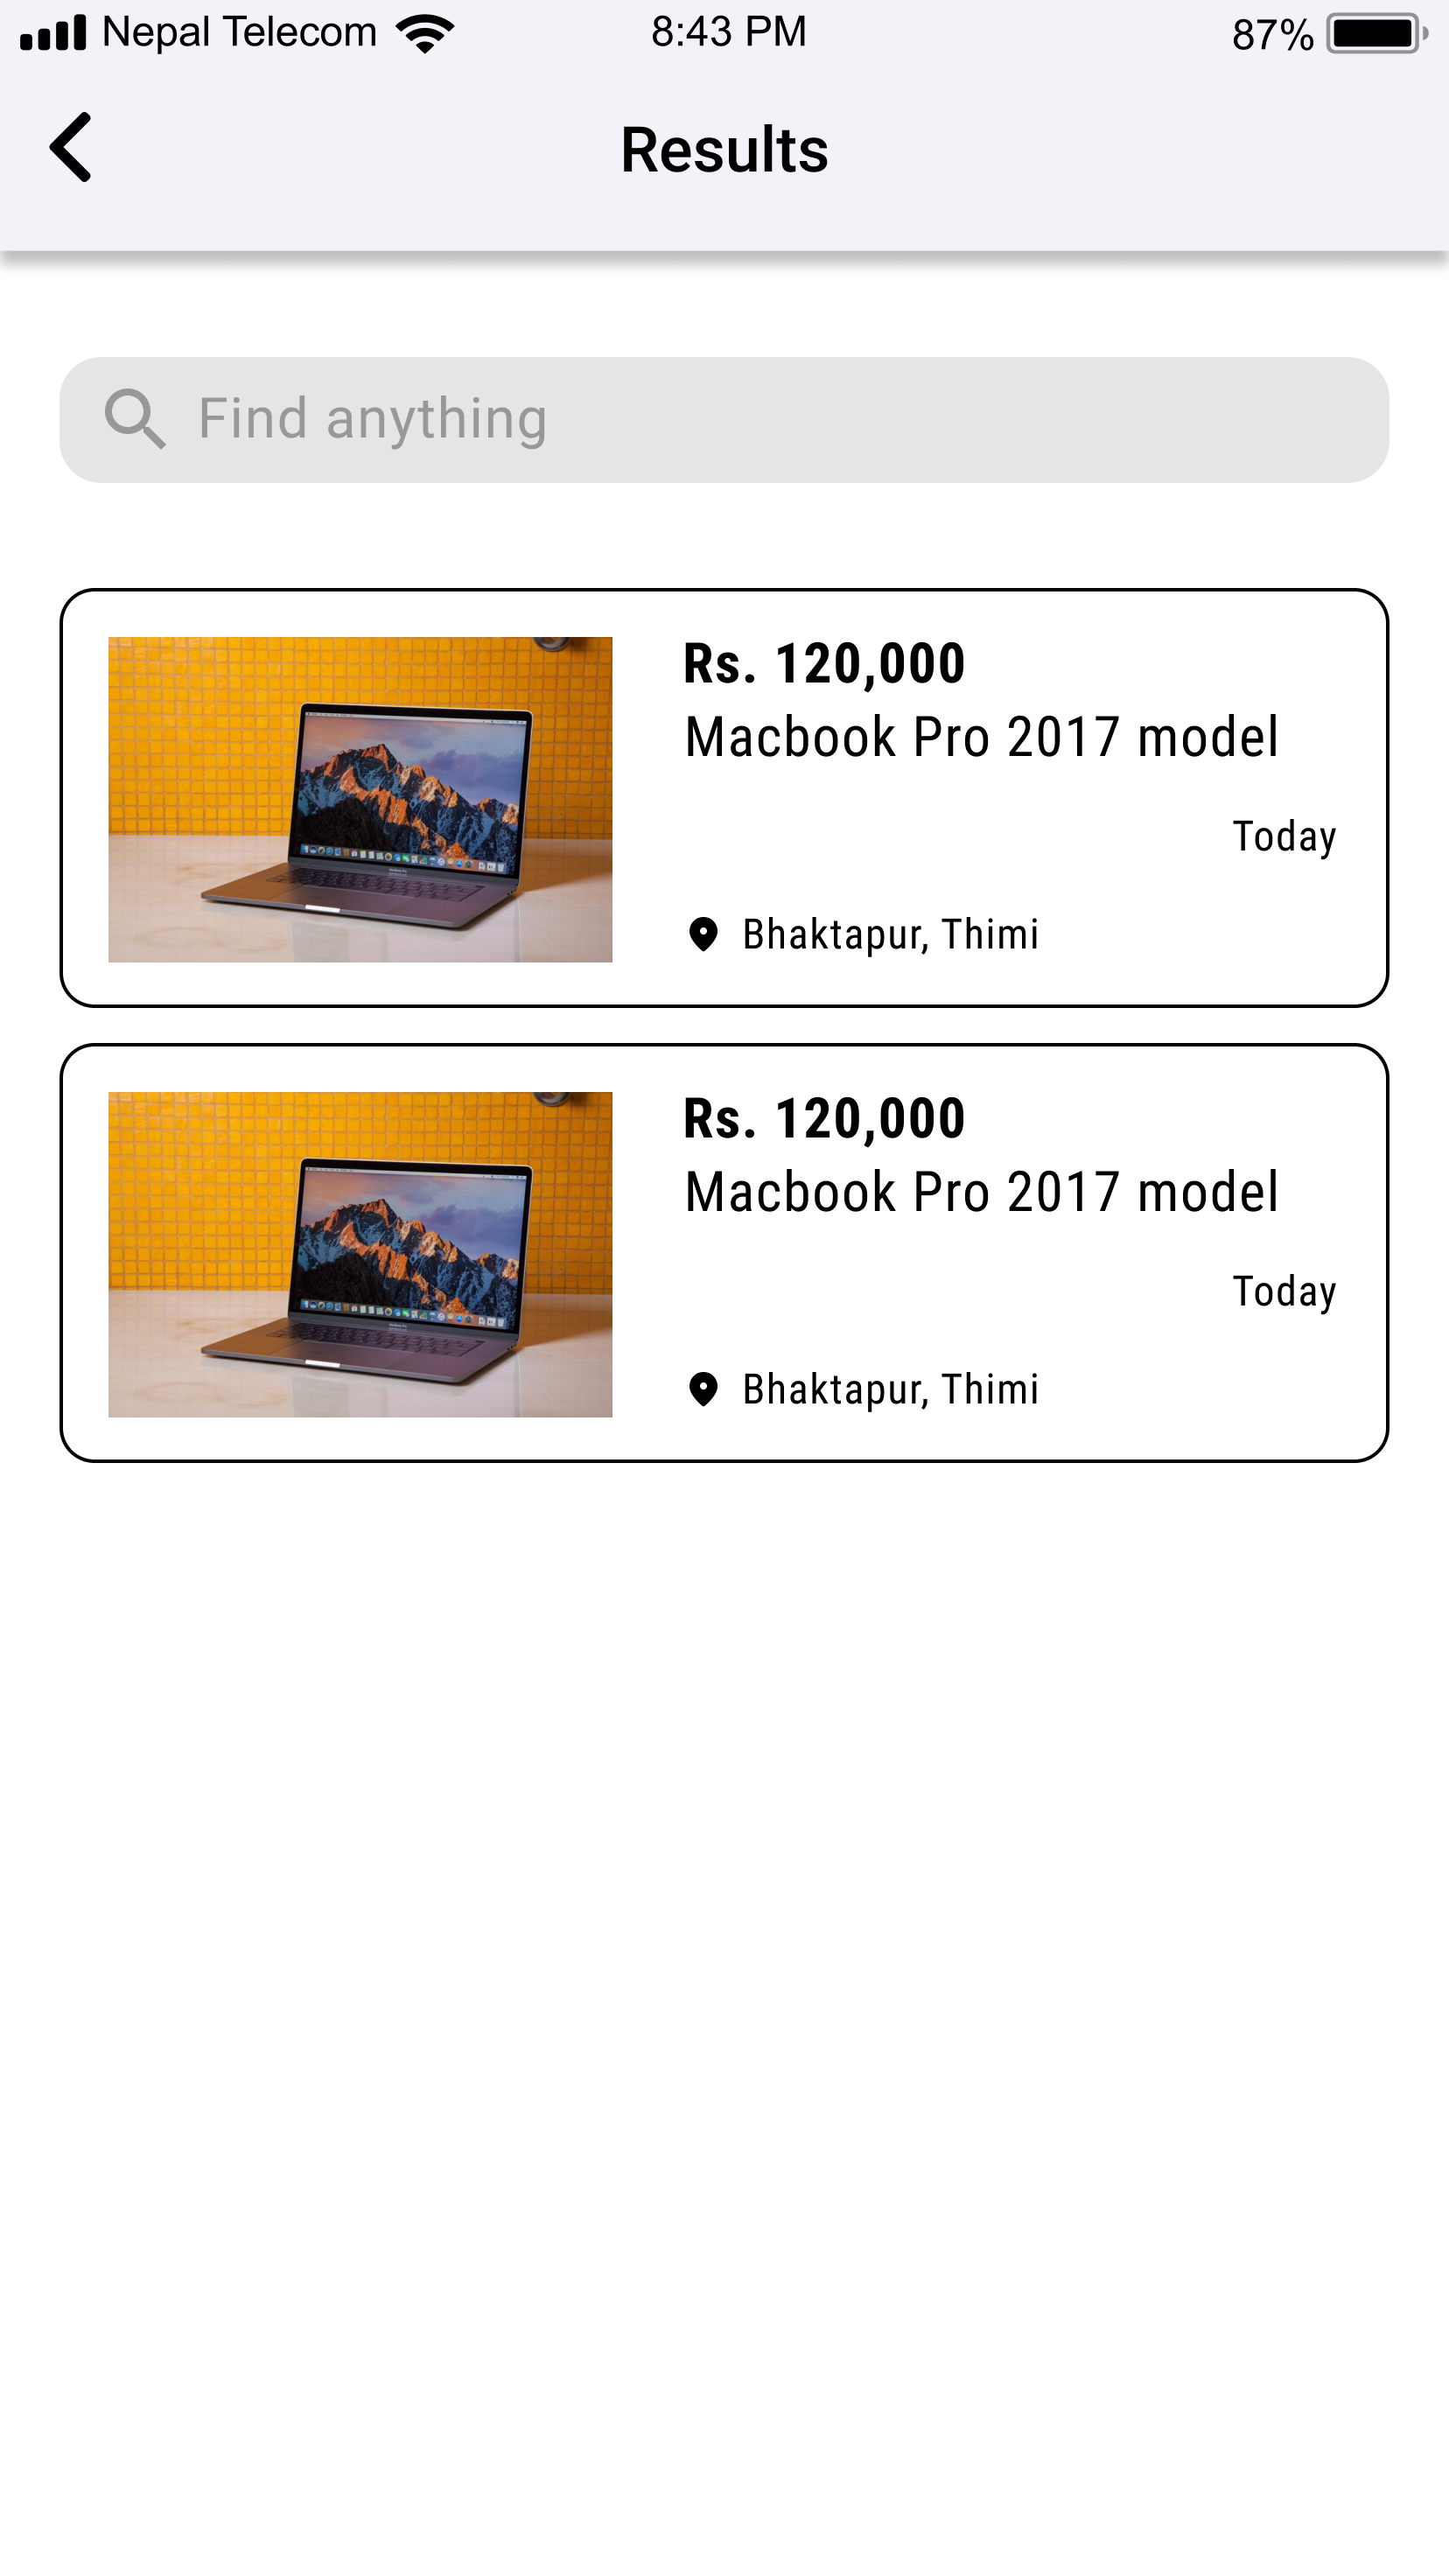 Nepal Telecom 8:43 PM 87%
Results
Find anything
Rs. 120,000
Macbook Pro 2017 model
Today
Bhaktapur, Thimi
Rs. 120,000
Macbook Pro 2017 model
Today
Bhaktapur, Thimi